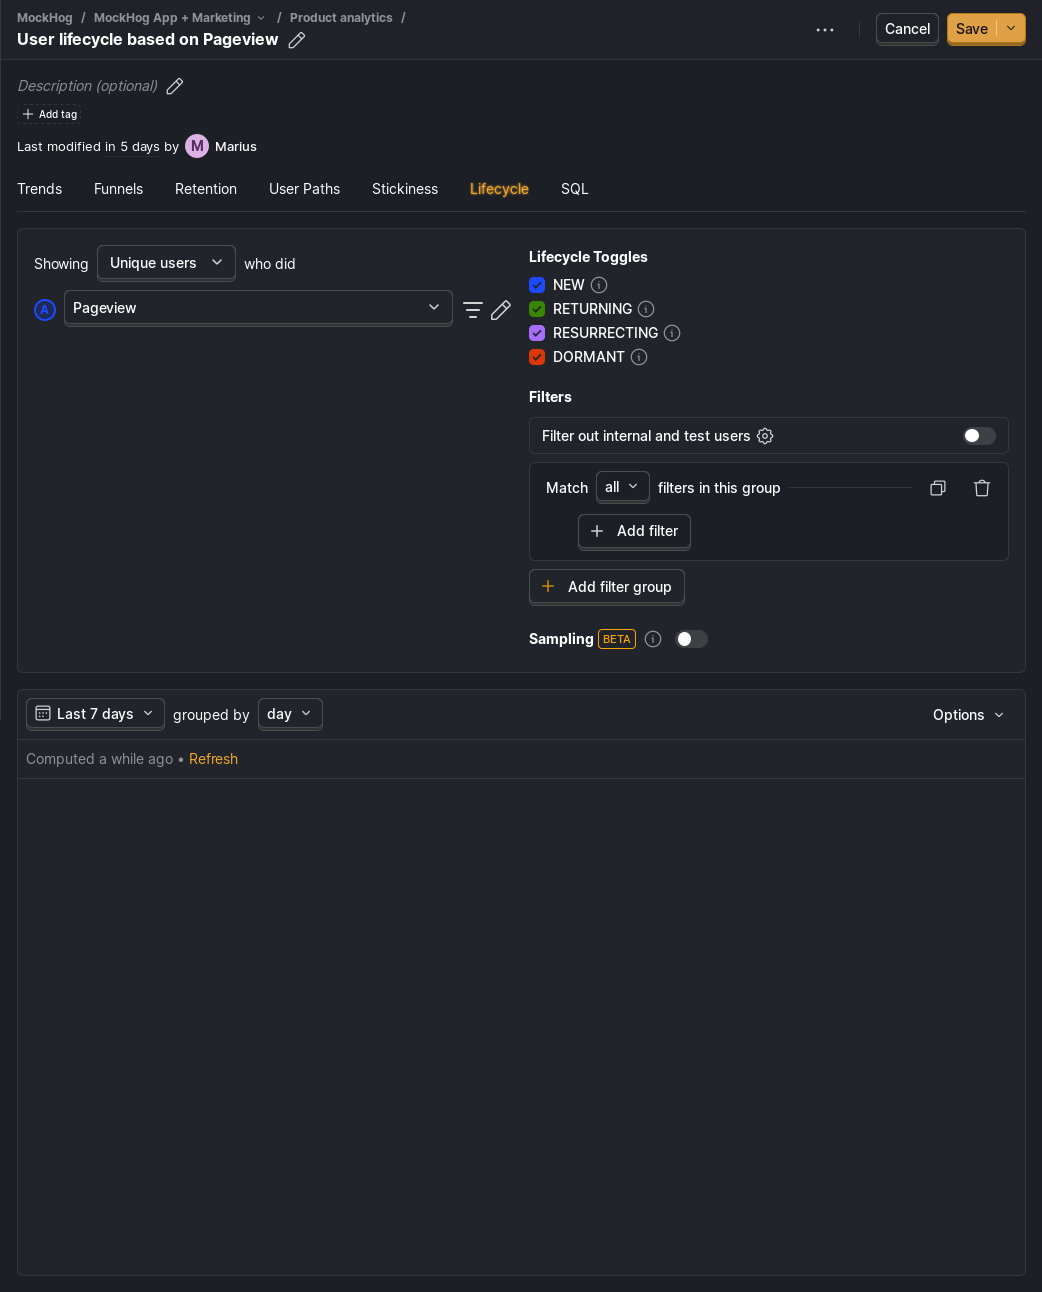 MockHog / MockHog App + Marketing / Product analytics /
User lifecycle based on Pageview
Cancel
Save
Description (optional)
Add tag
Last modified in 5 days by M Marius
Trends Funnels Retention User Paths Stickiness Lifecycle SQL
Showing Unique users who did
A Pageview
Lifecycle Toggles
NEW
RETURNING
RESURRECTING
DORMANT
Filters
Filter out internal and test users
Match all filters in this group
Add filter
Add filter group
Sampling BETA
Last 7 days grouped by day
Options
Computed a while ago • Refresh